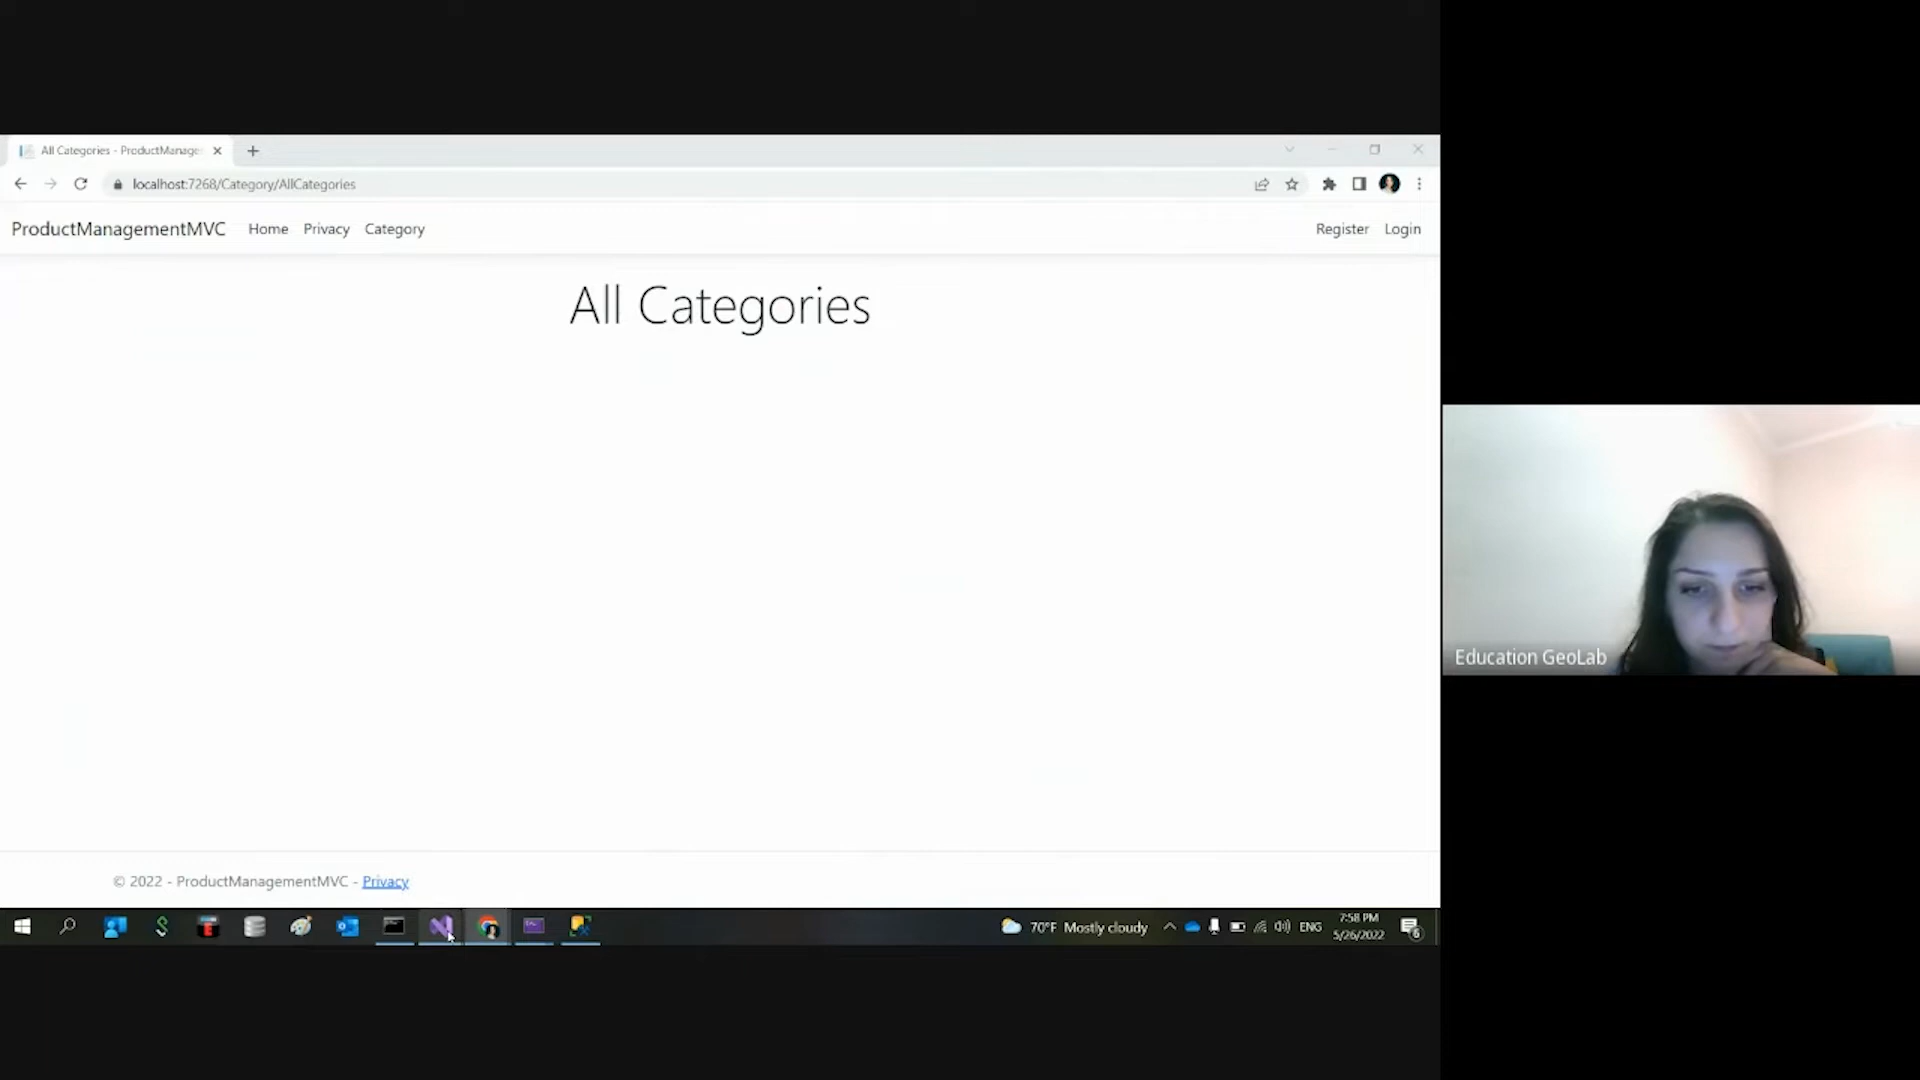 All Categories - ProductManage
localhost:7268/Category/AllCategories
ProductManagementMVC Home Privacy Category Register Login
All Categories
© 2022 - ProductManagementMVC - Privacy
Education GeoLab
70°F Mostly cloudy ENG 7:58 PM
5/26/2022 6